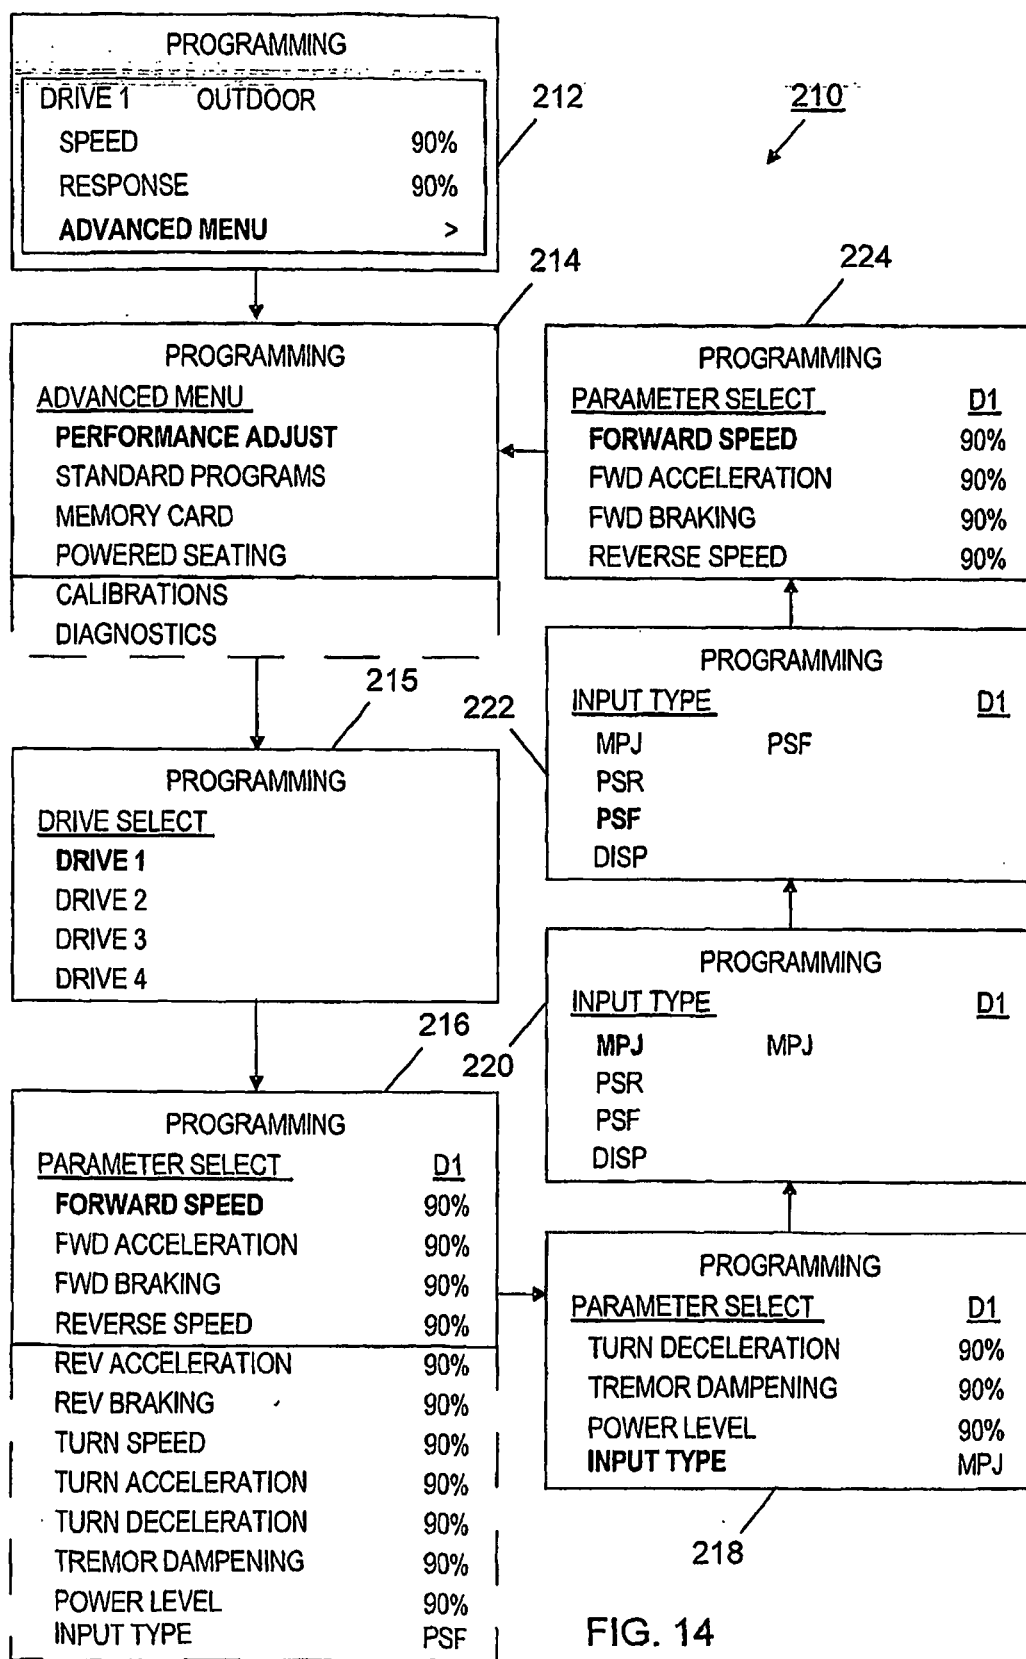 PROGRAMMING
DRIVE 1 OUTDOOR
SPEED 90%
RESPONSE 90%
ADVANCED MENU >
212
210
214
PROGRAMMING
ADVANCED MENU
PERFORMANCE ADJUST
STANDARD PROGRAMS
MEMORY CARD
POWERED SEATING
CALIBRATIONS
DIAGNOSTICS
215
PROGRAMMING
DRIVE SELECT
DRIVE 1
DRIVE 2
DRIVE 3
DRIVE 4
216
PROGRAMMING
PARAMETER SELECT D1
FORWARD SPEED 90%
FWD ACCELERATION 90%
FWD BRAKING 90%
REVERSE SPEED 90%
REV ACCELERATION 90%
REV BRAKING 90%
TURN SPEED 90%
TURN ACCELERATION 90%
TURN DECELERATION 90%
TREMOR DAMPENING 90%
POWER LEVEL 90%
INPUT TYPE PSF
224
PROGRAMMING
PARAMETER SELECT D1
FORWARD SPEED 90%
FWD ACCELERATION 90%
FWD BRAKING 90%
REVERSE SPEED 90%
222
PROGRAMMING
INPUT TYPE D1
MPJ PSF
PSR
PSF
DISP
220
PROGRAMMING
INPUT TYPE D1
MPJ MPJ
PSR
PSF
DISP
PROGRAMMING
PARAMETER SELECT D1
TURN DECELERATION 90%
TREMOR DAMPENING 90%
POWER LEVEL 90%
INPUT TYPE MPJ
218
FIG. 14